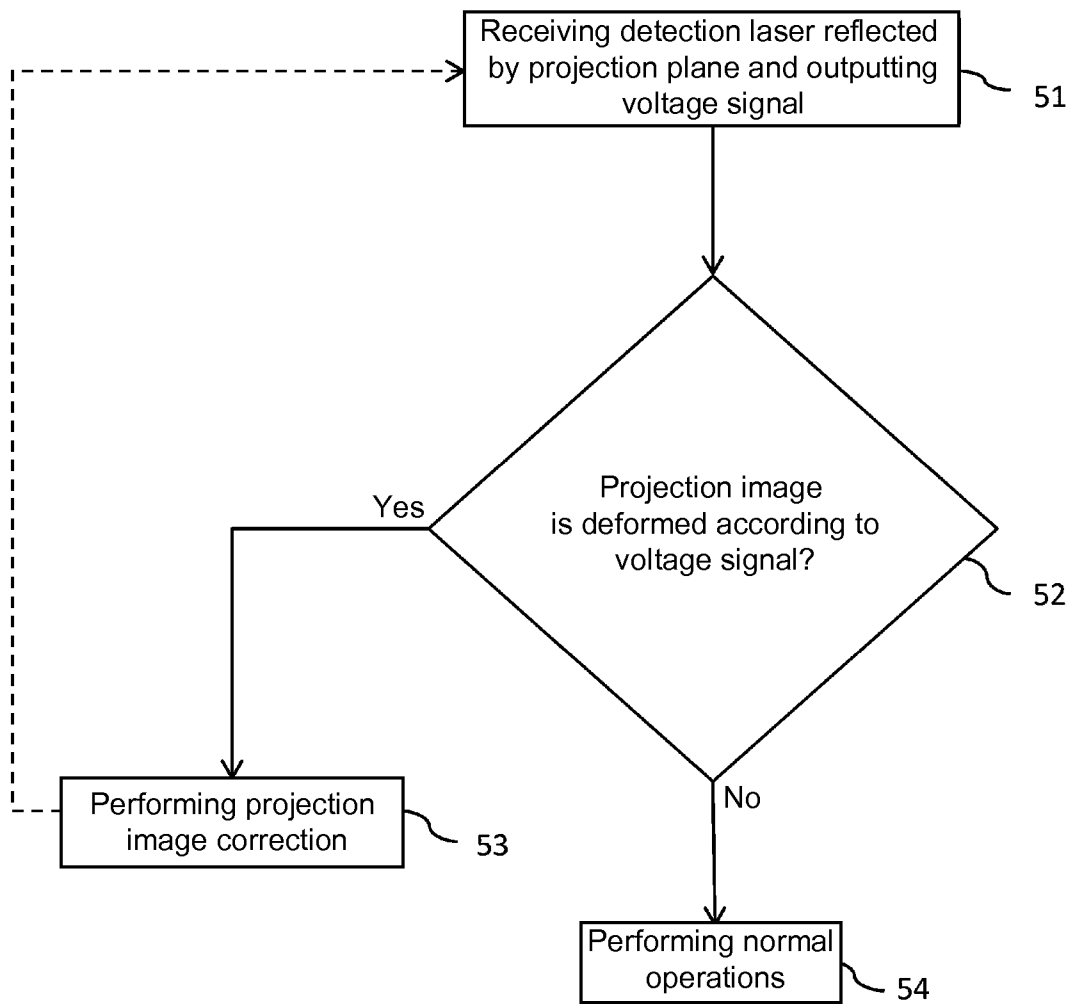 Receiving detection laser reflected
by projection plane and outputting
voltage signal
51
Projection image
is deformed according to
voltage signal?
52
Yes
No
Performing projection
image correction
53
Performing normal
operations
54